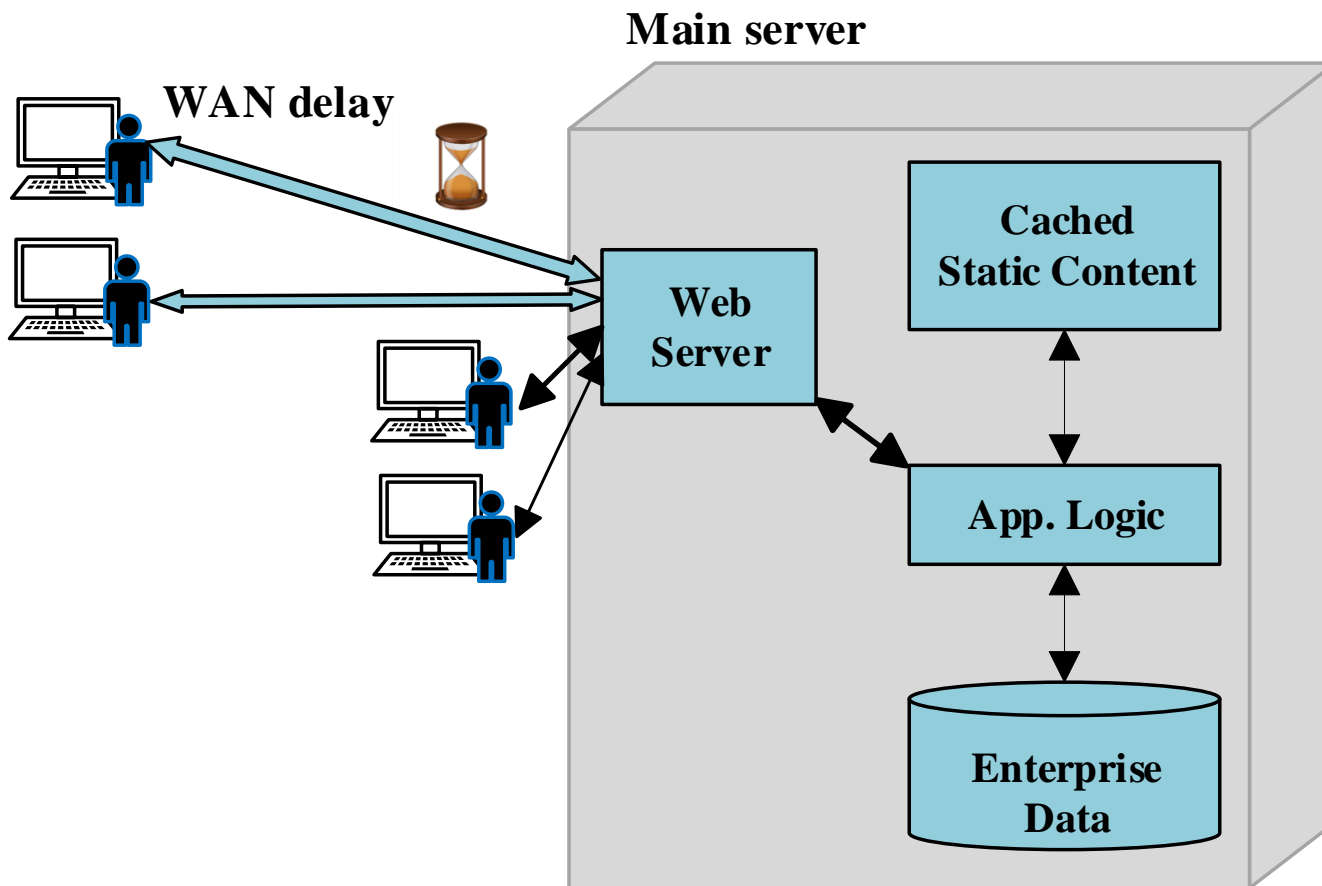 Main server
WAN delay
Cached
Static Content
Web
Server
App. Logic
Enterprise
Data